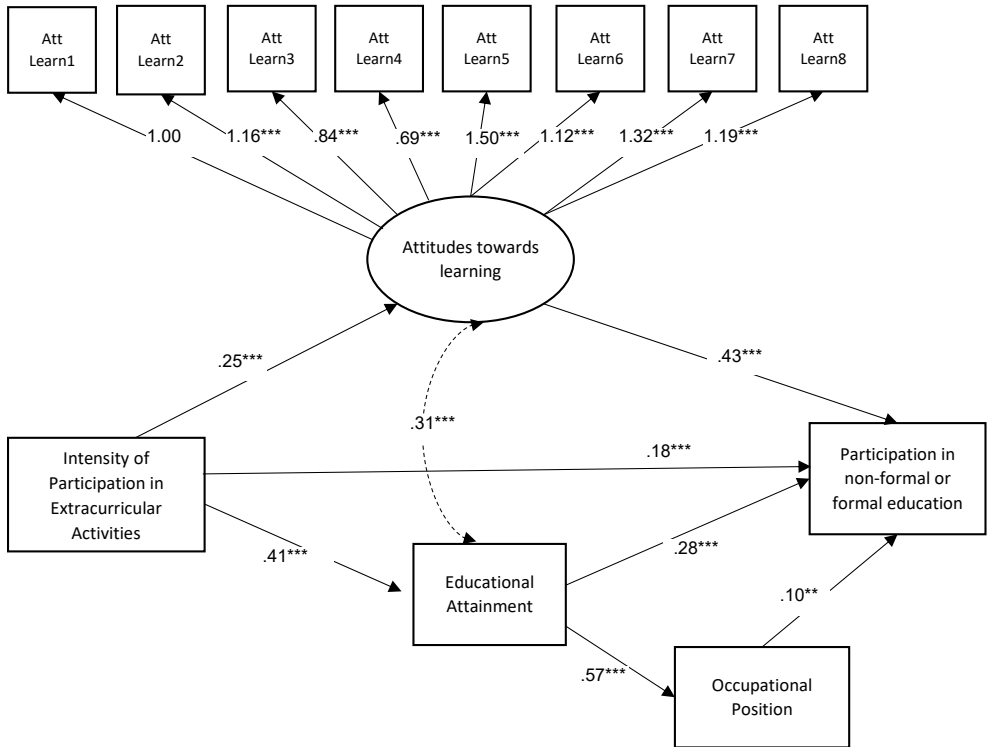 Att
Learn1
Att
Learn2
Att
Learn3
Att
Learn4
Att
Learn5
Att
Learn6
Att
Learn7
Att
Learn8
1.00
1.16***
.84***
.69***
1.50***
1.12***
1.32***
1.19***
Attitudes towards
learning
.25***
.43***
.31***
Intensity of
Participation in
Extracurricular
Activities
.18***
Participation in
non-formal or
formal education
.41***
.28***
Educational
Attainment
.10**
.57***
Occupational
Position